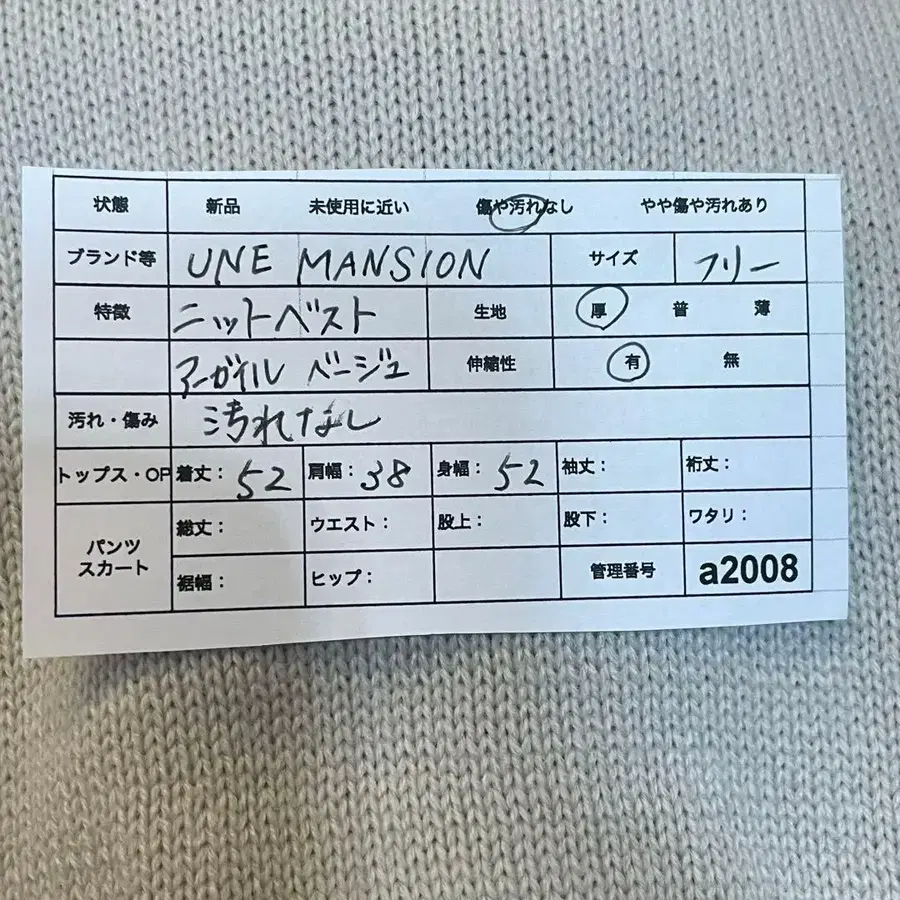 状態 新品 未使用に近い 傷や汚れなし やや傷や汚れあり
ブランド等 UNE MANSION サイズ フリー
特徴 ニットベスト 生地 厚 普 薄
アーガイル ベージュ 伸縮性 有 無
汚れ・傷み 汚れなし
トップス・OP 着丈: 52 肩幅: 38 身幅: 52 袖丈: 裄丈:
パンツ スカート 総丈: ウエスト: 股上: 股下: ワタリ:
裾幅: ヒップ: 管理番号 a2008